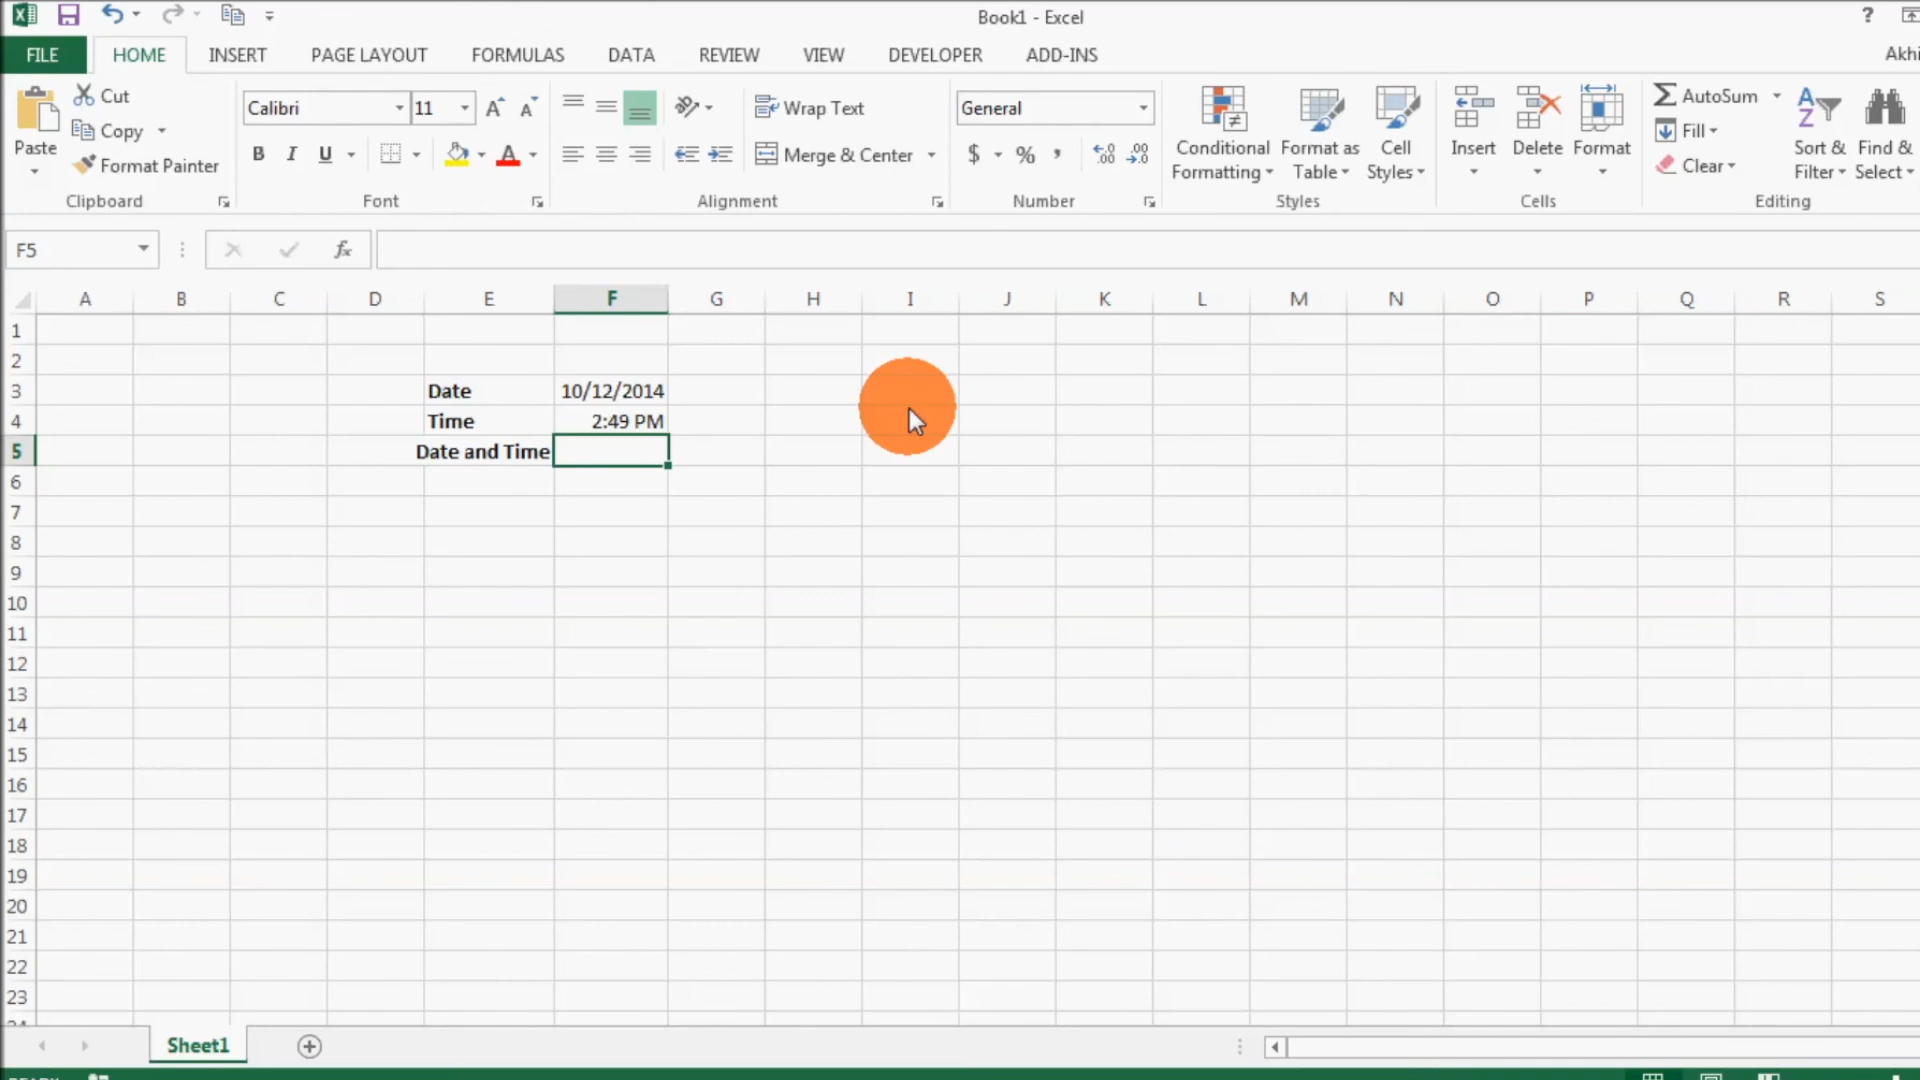 Book1 - Excel
?
FILE HOME INSERT PAGE LAYOUT FORMULAS DATA REVIEW VIEW DEVELOPER ADD-INS
Cut
Copy
Format Painter
Paste
Clipboard
Calibri 11
B I U A
Font
Wrap Text
Merge & Center
Alignment
General
$ % ,
Number
Conditional Formatting
Format as Table
Cell Styles
Styles
Insert Delete Format
Cells
AutoSum
Fill
Clear
Sort & Filter
Find & Select
Editing
F5 fx
A B C D E F G H I J K L M N O P Q R S
1
2
3 Date 10/12/2014
4 Time 2:49 PM
5 Date and Time
6
7
8
9
10
11
12
13
14
15
16
17
18
19
20
21
22
23
Sheet1